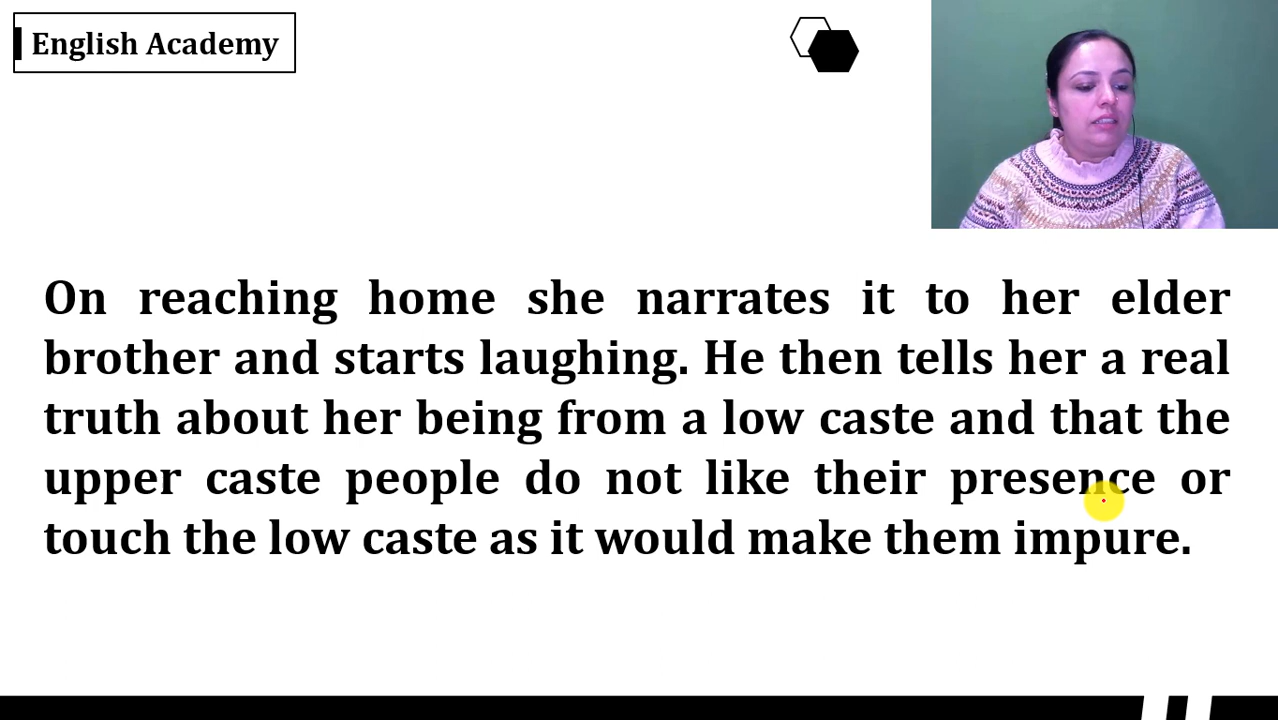 English Academy
On reaching home she narrates it to her elder
brother and starts laughing. He then tells her a real
truth about her being from a low caste and that the
upper caste people do not like their presence or
touch the low caste as it would make them impure.